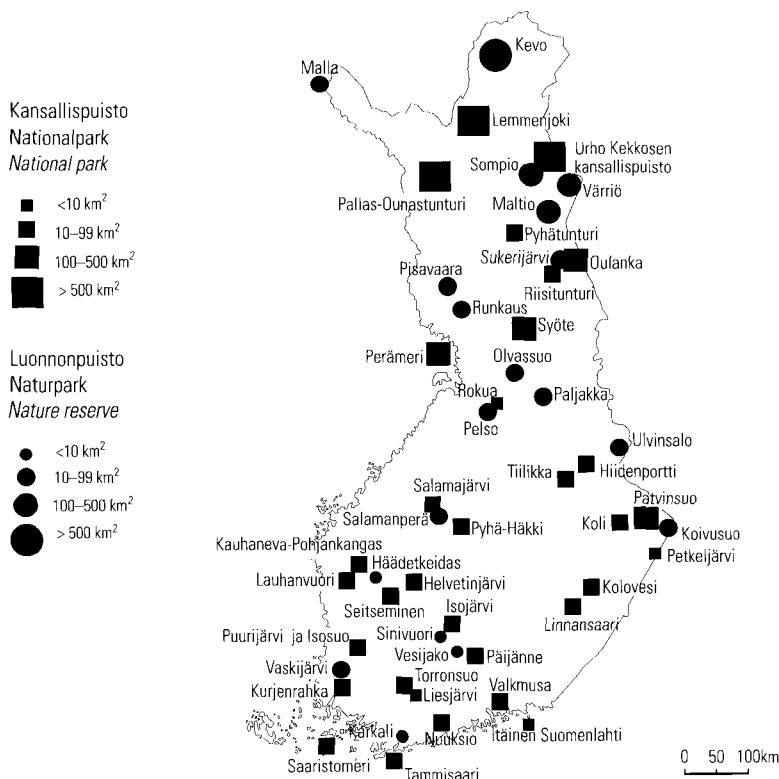 Kansallispuisto
Nationalpark
National park
<10 km²
10–99 km²
100–500 km²
> 500 km²
Luonnonpuisto
Naturpark
Nature reserve
<10 km²
10–99 km²
100–500 km²
> 500 km²
Kevo
Malla
Lemmenjoki
Urho Kekkosen
kansallispuisto
Sompio
Värriö
Pallas-Ounastunturi
Maltio
Pyhätunturi
Sukerijärvi
Oulanka
Pisavaara
Riisitunturi
Runkaus
Syöte
Perämeri
Olvassuo
Rokua
Paljakka
Pelso
Ulvinsalo
Tiilikka
Hiidenportti
Salamajärvi
Patvinsuo
Salamanperä
Pyhä-Häkki
Koli
Koivusuo
Kauhaneva-Pohjankangas
Petkeljärvi
Häädetkeidas
Lauhanvuori
Helvetinjärvi
Kolovesi
Seitseminen
Isojärvi
Linnansaari
Sinivuori
Puurijärvi ja Isosuo
Vesijako
Päijänne
Vaskijärvi
Torronsuo
Kurjenrahka
Liesjärvi
Valkmusa
Karkali
Nuuksio
Itäinen Suomenlahti
Saaristomeri
Tammisaari
0 50 100km